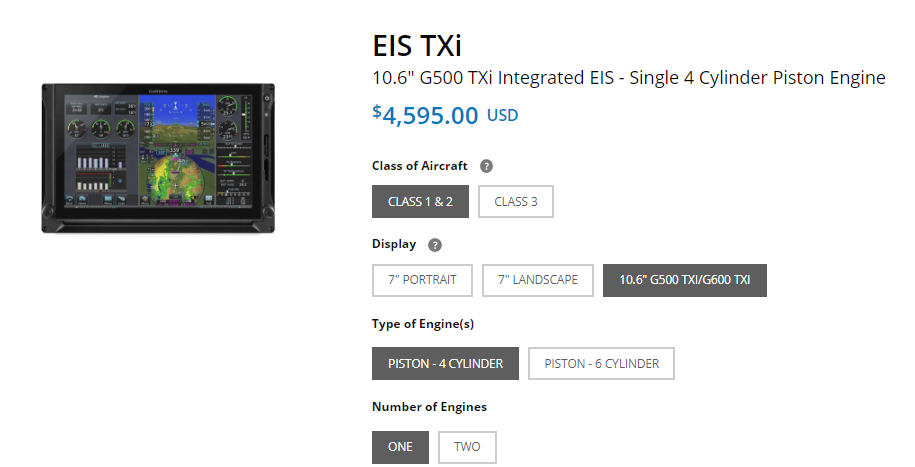 EIS TXi
10.6" G500 TXi Integrated EIS - Single 4 Cylinder Piston Engine
$4,595.00 USD
Class of Aircraft ?
CLASS 1 & 2 CLASS 3
Display ?
7" PORTRAIT 7" LANDSCAPE 10.6" G500 TXI/G600 TXI
Type of Engine(s)
PISTON - 4 CYLINDER PISTON - 6 CYLINDER
Number of Engines
ONE TWO